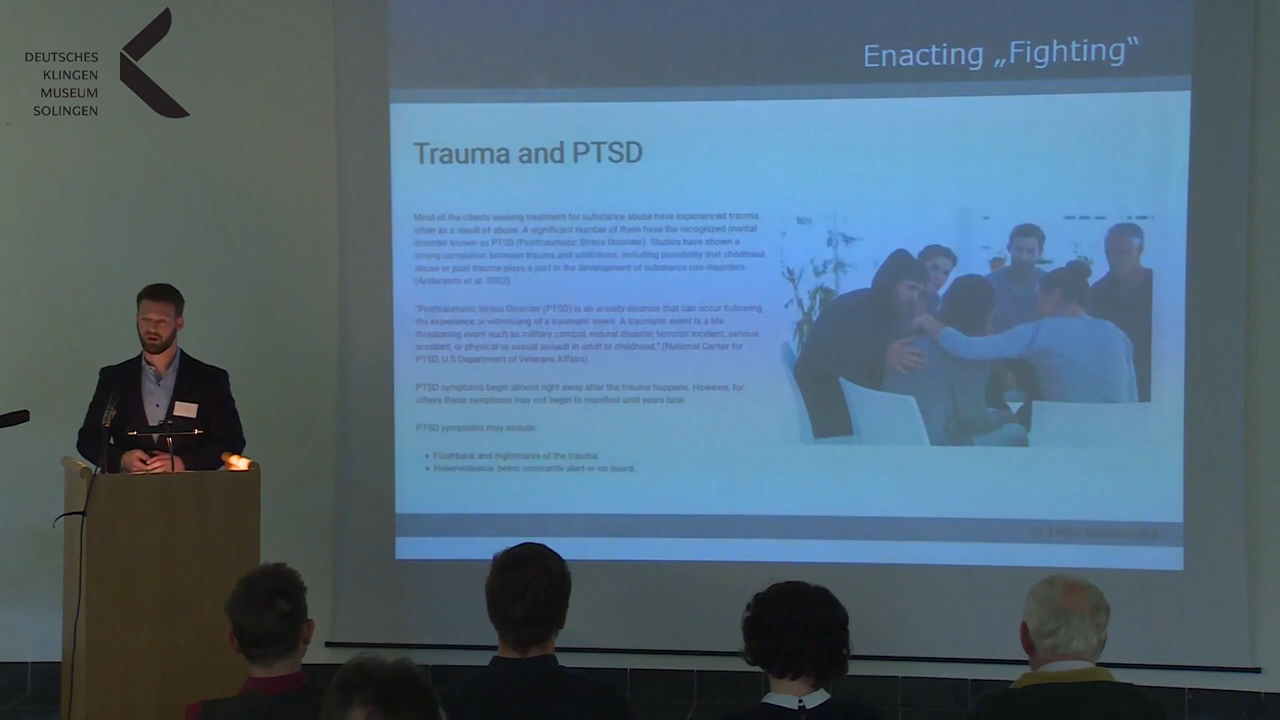 DEUTSCHES
KLINGEN
MUSEUM
SOLINGEN
Enacting „Fighting“
Trauma and PTSD
Most of the clients seeking treatment for substance abuse have experienced trauma,
often as a result of abuse. A significant number of them have the recognized mental
disorder known as PTSD (Posttraumatic Stress Disorder). Studies have shown a
strong correlation between trauma and addictions, including possibility that childhood
abuse or past trauma plays a part in the development of substance use disorders
(Andersons et al. 2002).
"Posttraumatic Stress Disorder (PTSD) is an anxiety disorder that can occur following
the experience or witnessing of a traumatic event. A traumatic event is a life-
threatening event such as military combat, natural disaster, terrorist incident, serious
accident, or physical or sexual assault in adult or childhood." (National Center for
PTSD, U.S Department of Veterans Affairs).
PTSD symptoms begin almost right away after the trauma happens. However, for
others these symptoms may not begin to manifest until years later.
PTSD symptoms may include:
• Flashback and nightmares of the trauma.
• Hypervigilance, being constantly alert or on guard.